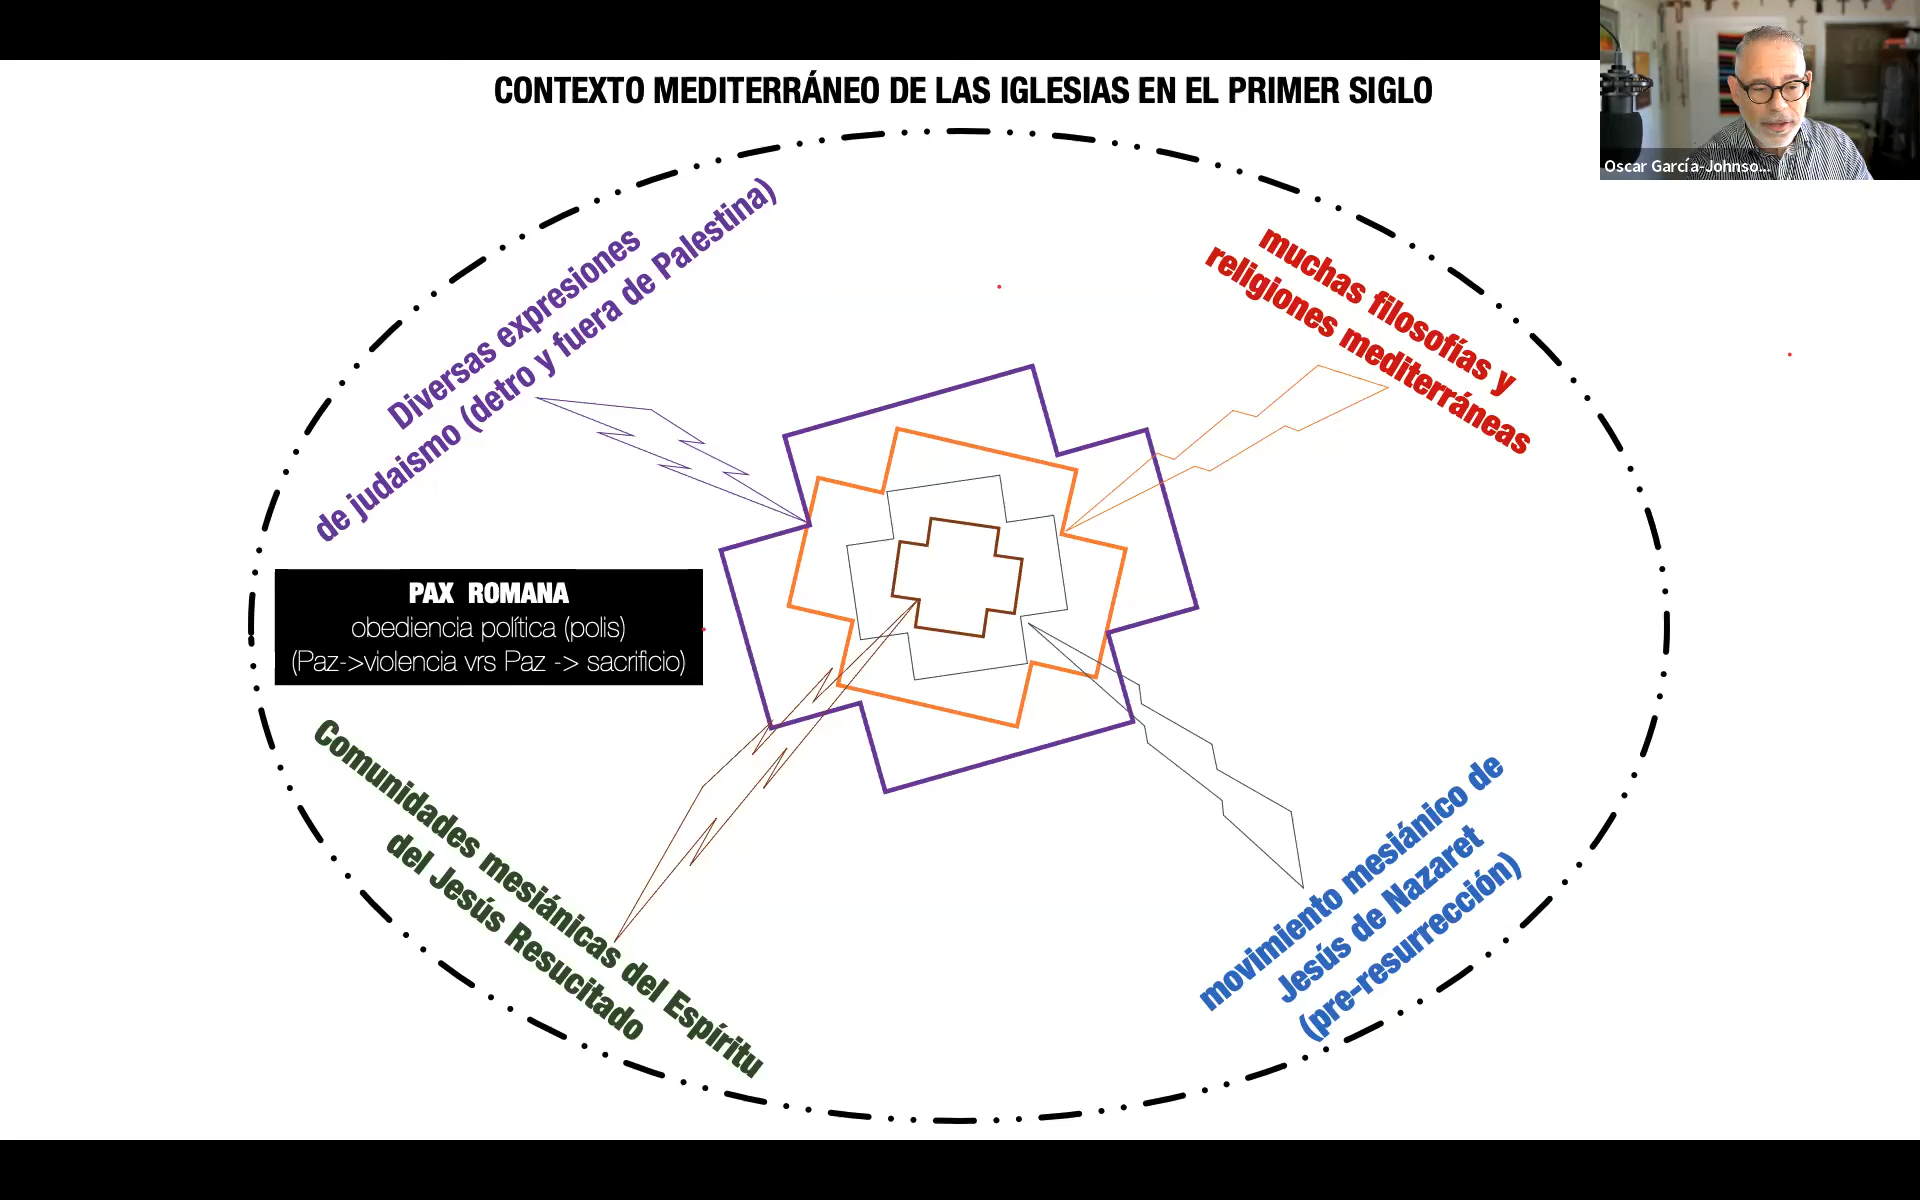 CONTEXTO MEDITERRÁNEO DE LAS IGLESIAS EN EL PRIMER SIGLO
Oscar García-Johnso...
Diversas expresiones
de judaismo (detro y fuera de Palestina)
muchas filosofías y
religiones mediterráneas
PAX ROMANA
obediencia política (polis)
(Paz->violencia vrs Paz -> sacrificio)
Comunidades mesiánicas del Espíritu
del Jesús Resucitado
movimiento mesiánico de
Jesús de Nazaret
(pre-resurrección)